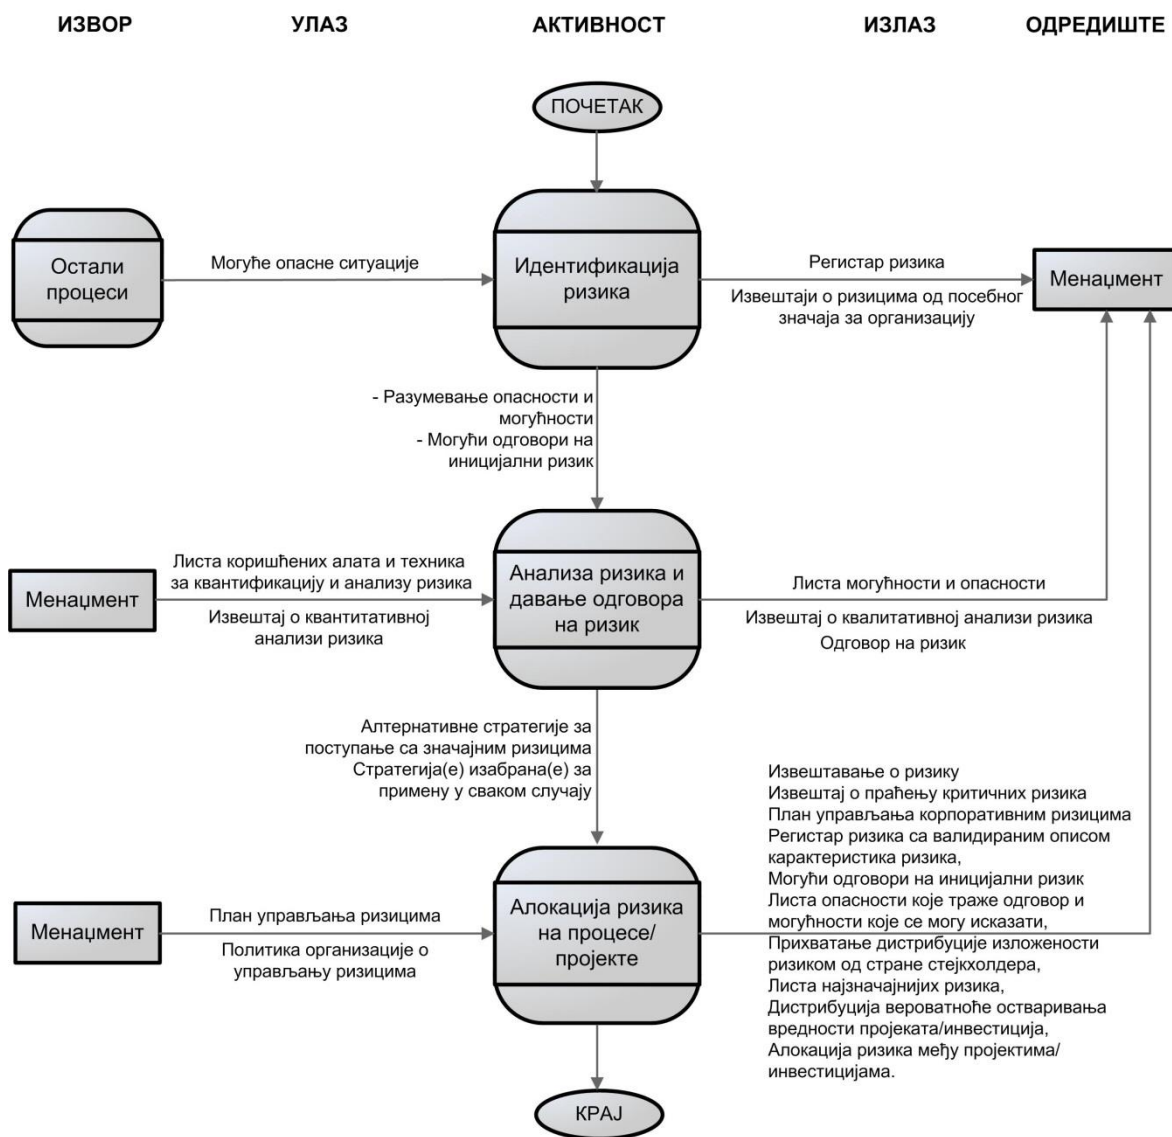 ИЗВОР
УЛАЗ
АКТИВНОСТ
ИЗЛАЗ
ОДРЕДИШТЕ
ПОЧЕТАК
Остали
процеси
Могуће опасне ситуације
Идентификација
ризика
Регистар ризика
Извештаји о ризицима од посебног
значаја за организацију
Менаџмент
- Разумевање опасности и
могућности
- Могући одговори на
иницијални ризик
Менаџмент
Листа коришћених алата и техника
за квантификацију и анализу ризика
Извештај о квантитативној
анализи ризика
Анализа ризика и
давање одговора
на ризик
Листа могућности и опасности
Извештај о квалитативној анализи ризика
Одговор на ризик
Алтернативне стратегије за
поступање са значајним ризицима
Стратегија(е) изабрана(е) за
примену у сваком случају
Менаџмент
План управљања ризицима
Политика организације о
управљању ризицима
Алокација ризика
на процесе/
пројекте
Извештавање о ризику
Извештај о праћењу критичних ризика
План управљања корпоративним ризицима
Регистар ризика са валидираним описом
карактеристика ризика,
Могући одговори на иницијални ризик
Листа опасности које траже одговор и
могућности које се могу исказати,
Прихватање дистрибуције изложености
ризиком од стране стејкхолдера,
Листа најзначајнијих ризика,
Дистрибуција вероватноће остваривања
вредности пројеката/инвестиција,
Алокација ризика међу пројектима/
инвестицијама.
КРАЈ